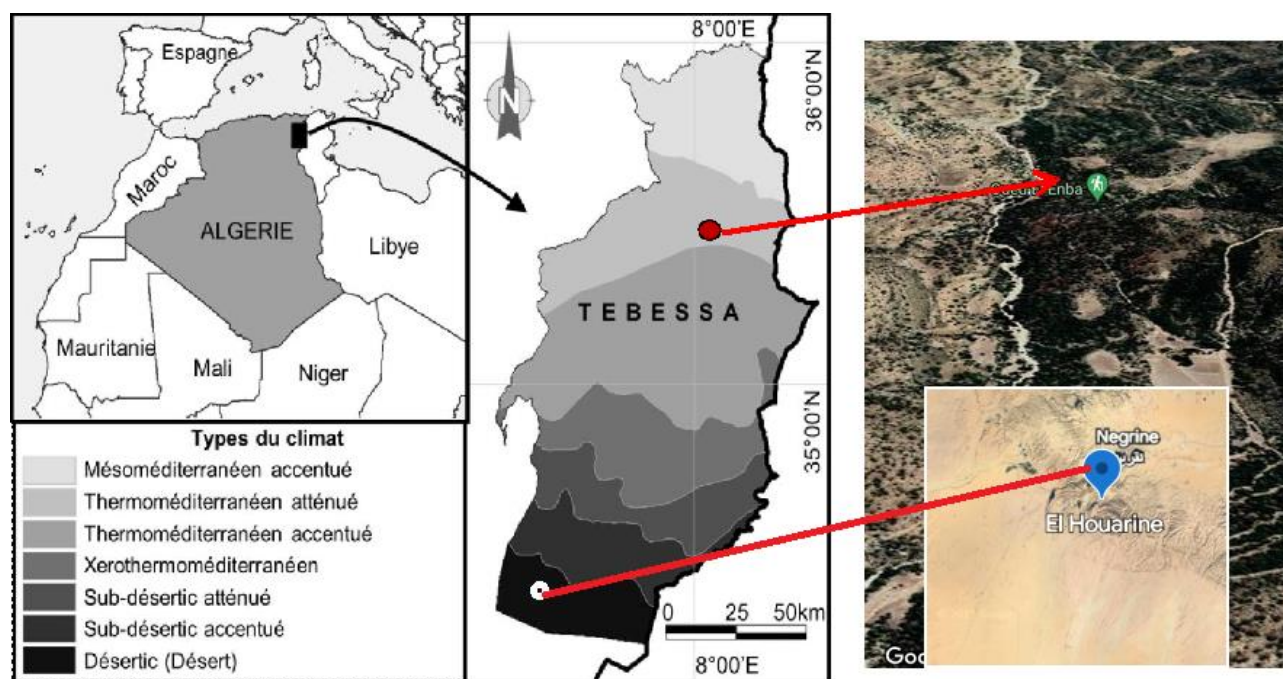 Espagne
Maroc
ALGERIE
Libye
Mauritanie
Mali
Niger
Types du climat
Mésoméditerranéen accentué
Thermoméditerranéen atténué
Thermoméditerranéen accentué
Xerothermoméditerranéen
Sub-désertic atténué
Sub-désertic accentué
Désertic (Désert)
8°00'E
N
36°00'N
TEBESSA
35°00'N
0 25 50km
8°00'E
Enba
Negrine
El Houarine
Goo